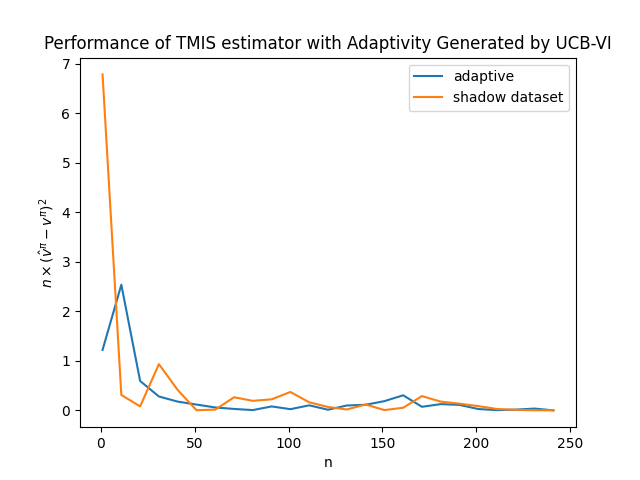 Performance of TMIS estimator with Adaptivity Generated by UCB-VI
adaptive
shadow dataset
7
6
5
4
3
2
1
0
n × (v̂^π − v^π)²
0 50 100 150 200 250
n